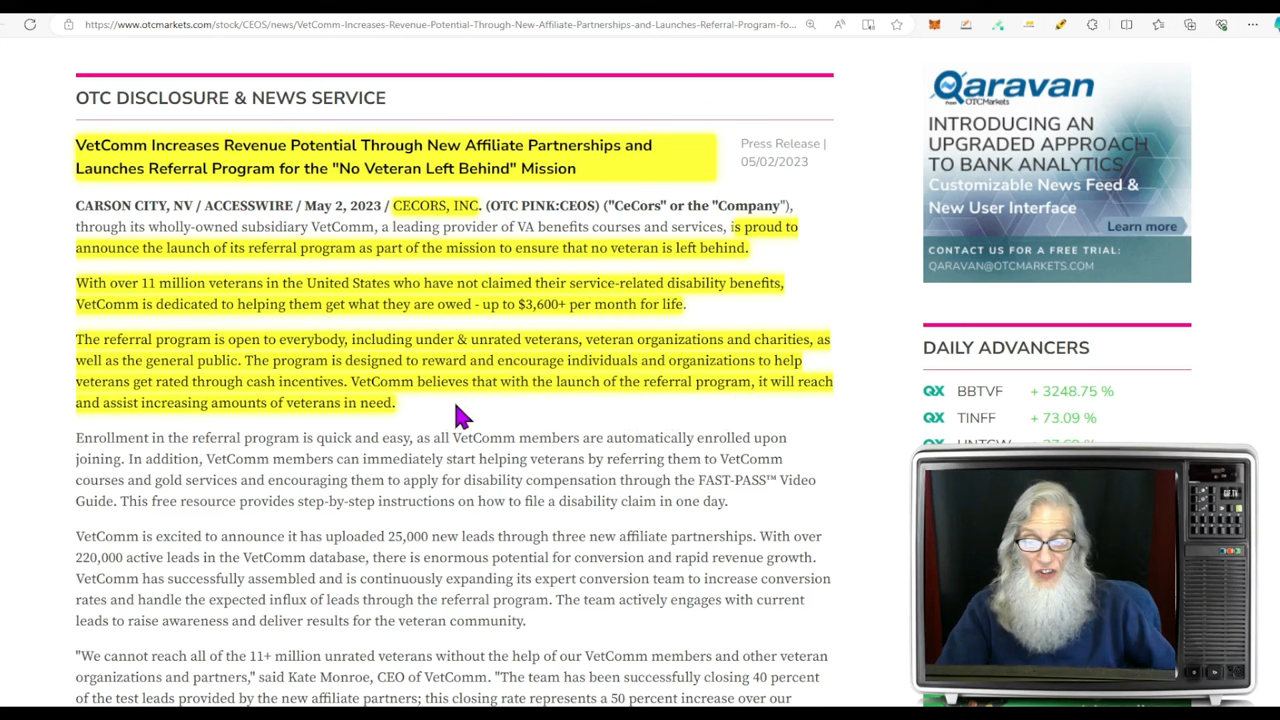 https://www.otcmarkets.com/stock/CEOS/news/VetComm-Increases-Revenue-Potential-Through-New-Affiliate-Partnerships-and-Launches-Referral-Program-fo...
OTC DISCLOSURE & NEWS SERVICE
VetComm Increases Revenue Potential Through New Affiliate Partnerships and
Launches Referral Program for the "No Veteran Left Behind" Mission
Press Release |
05/02/2023
CARSON CITY, NV / ACCESSWIRE / May 2, 2023 / CECORS, INC. (OTC PINK:CEOS) ("CeCors" or the "Company"),
through its wholly-owned subsidiary VetComm, a leading provider of VA benefits courses and services, is proud to
announce the launch of its referral program as part of the mission to ensure that no veteran is left behind.
With over 11 million veterans in the United States who have not claimed their service-related disability benefits,
VetComm is dedicated to helping them get what they are owed - up to $3,600+ per month for life.
The referral program is open to everybody, including under & unrated veterans, veteran organizations and charities, as
well as the general public. The program is designed to reward and encourage individuals and organizations to help
veterans get rated through cash incentives. VetComm believes that with the launch of the referral program, it will reach
and assist increasing amounts of veterans in need.
Enrollment in the referral program is quick and easy, as all VetComm members are automatically enrolled upon
joining. In addition, VetComm members can immediately start helping veterans by referring them to VetComm
courses and gold services and encouraging them to apply for disability compensation through the FAST-PASS™ Video
Guide. This free resource provides step-by-step instructions on how to file a disability claim in one day.
VetComm is excited to announce it has uploaded 25,000 new leads through three new affiliate partnerships. With over
220,000 active leads in the VetComm database, there is enormous potential for conversion and rapid revenue growth.
VetComm has successfully assembled and is continuously expanding its expert conversion team to increase conversion
rates and handle the expected influx of leads through the referral program. The team actively engages with current
leads to raise awareness and deliver results for the veteran community.
"We cannot reach all of the 11+ million unrated veterans without the help of our VetComm members and other veteran
organizations and partners," said Kate Monroe, CEO of VetComm. "The team has been successfully closing 40 percent
of the test leads provided by the new affiliate partners; this closing rate represents a 50 percent increase over our
Qaravan
from OTCMarkets
INTRODUCING AN
UPGRADED APPROACH
TO BANK ANALYTICS
Customizable News Feed &
New User Interface
Learn more
CONTACT US FOR A FREE TRIAL:
QARAVAN@OTCMARKETS.COM
DAILY ADVANCERS
QX BBTVF + 3248.75 %
QX TINFF + 73.09 %
GIF.TV